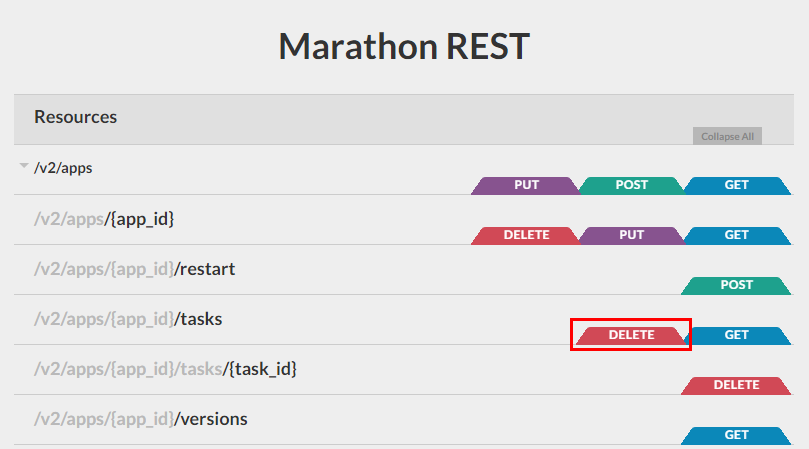 Marathon REST
Resources
Collapse All
/v2/apps
PUT POST GET
/v2/apps/{app_id}
DELETE PUT GET
/v2/apps/{app_id}/restart
POST
/v2/apps/{app_id}/tasks
DELETE GET
/v2/apps/{app_id}/tasks/{task_id}
DELETE
/v2/apps/{app_id}/versions
GET